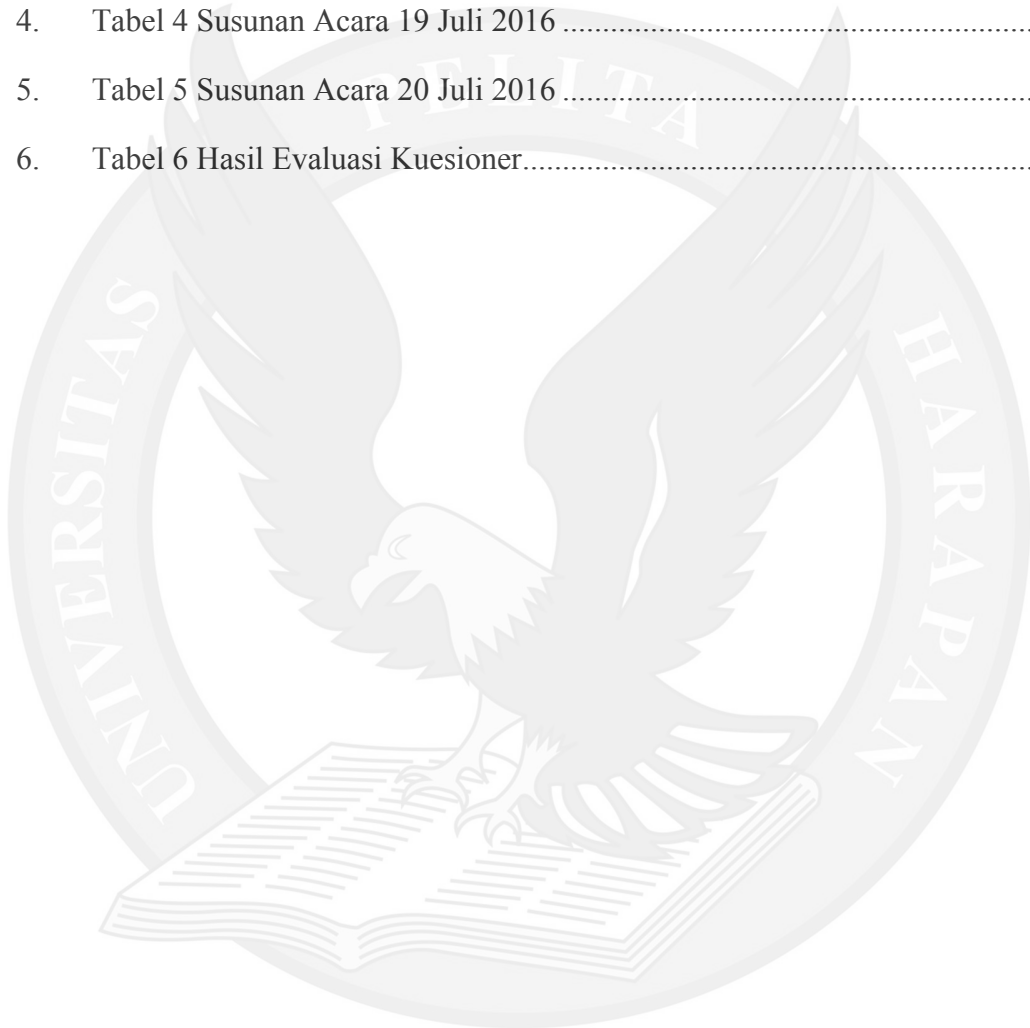 4. Tabel 4 Susunan Acara 19 Juli 2016 ..........................................................
5. Tabel 5 Susunan Acara 20 Juli 2016 ..........................................................
6. Tabel 6 Hasil Evaluasi Kuesioner...............................................................
UNIVERSITAS PELITA HARAPAN